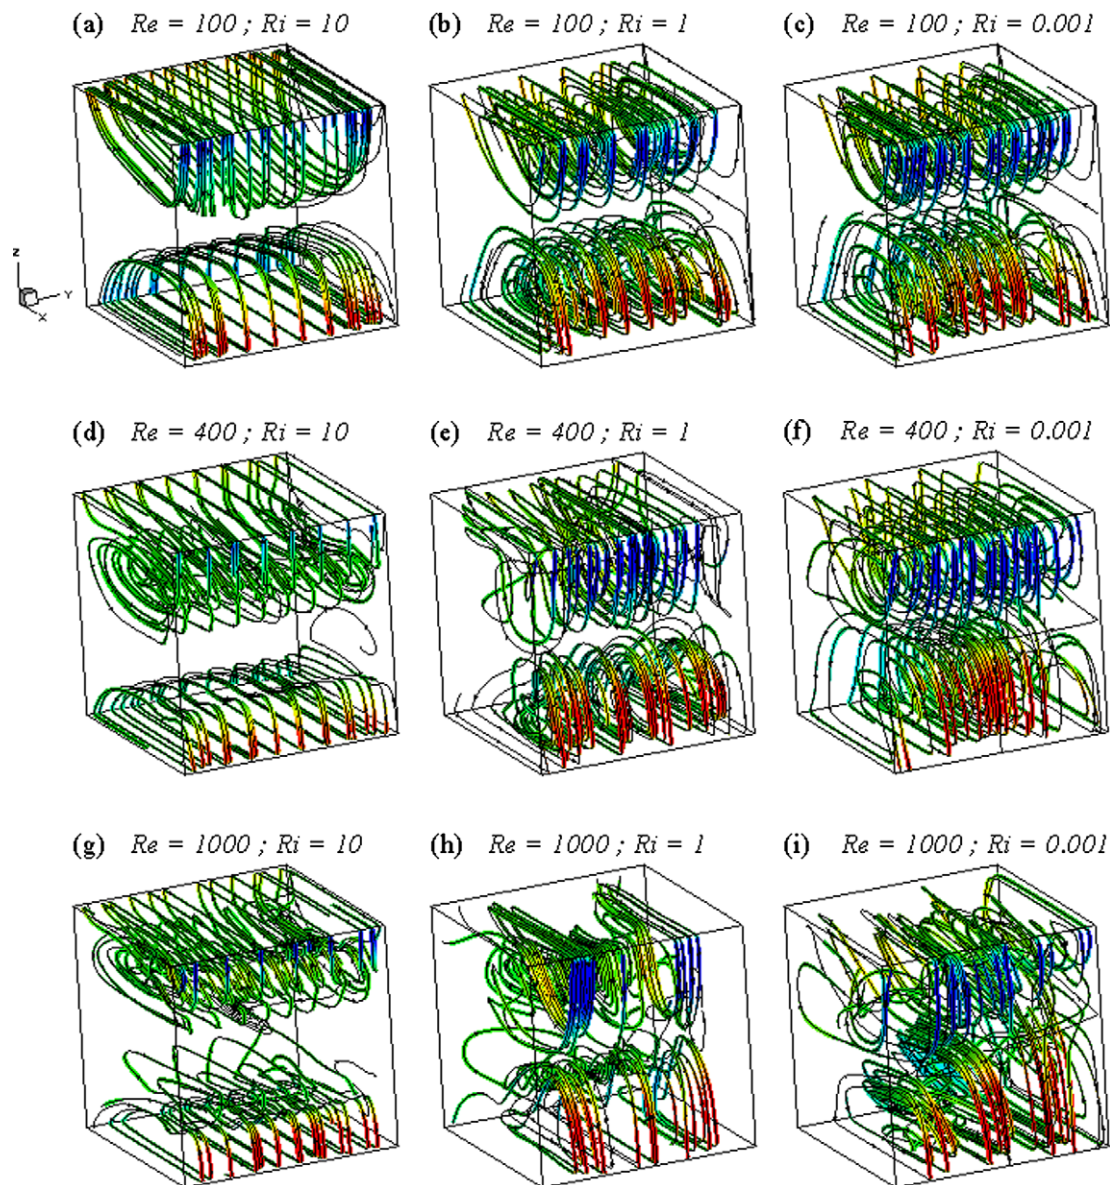 (a) Re = 100 ; Ri = 10
(b) Re = 100 ; Ri = 1
(c) Re = 100 ; Ri = 0.001
Z
Y
X
(d) Re = 400 ; Ri = 10
(e) Re = 400 ; Ri = 1
(f) Re = 400 ; Ri = 0.001
(g) Re = 1000 ; Ri = 10
(h) Re = 1000 ; Ri = 1
(i) Re = 1000 ; Ri = 0.001